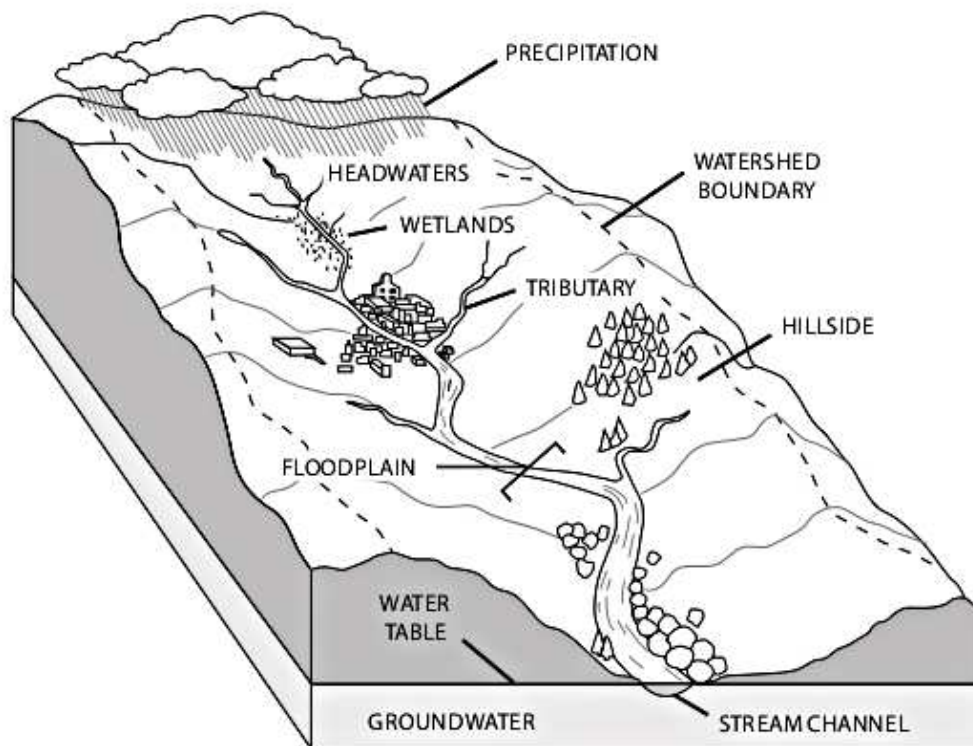 PRECIPITATION
WATERSHED
BOUNDARY
HEADWATERS
WETLANDS
TRIBUTARY
HILLSIDE
FLOODPLAIN
WATER
TABLE
GROUNDWATER
STREAM CHANNEL